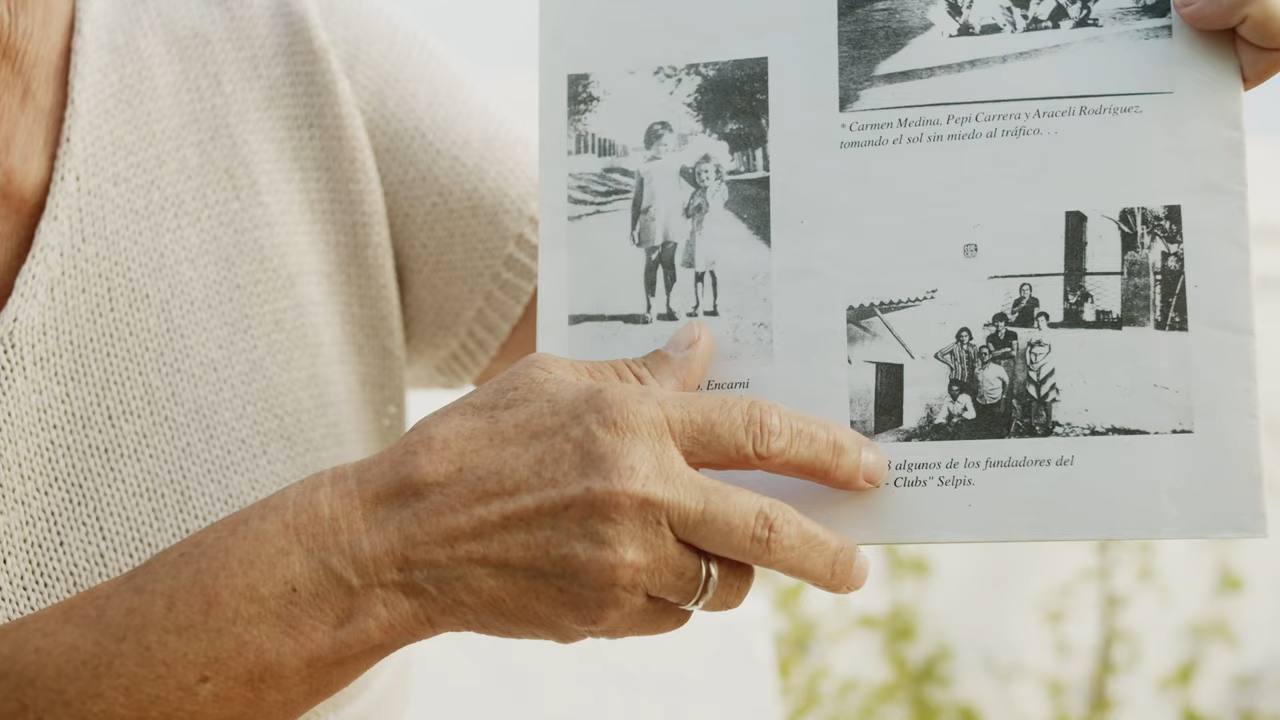 * Carmen Medina, Pepi Carrera y Araceli Rodríguez,
tomando el sol sin miedo al tráfico. . .
. Encarni
8 algunos de los fundadores del
- Clubs" Selpis.